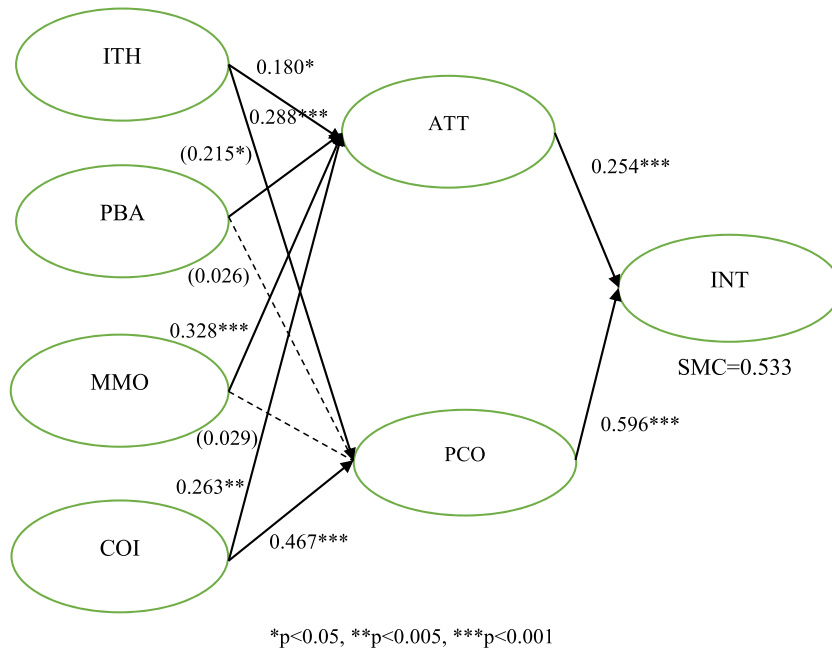 ITH
0.180*
0.288***
ATT
(0.215*)
0.254***
PBA
(0.026)
INT
0.328***
SMC=0.533
MMO
0.596***
(0.029)
PCO
0.263**
0.467***
COI
*p<0.05, **p<0.005, ***p<0.001